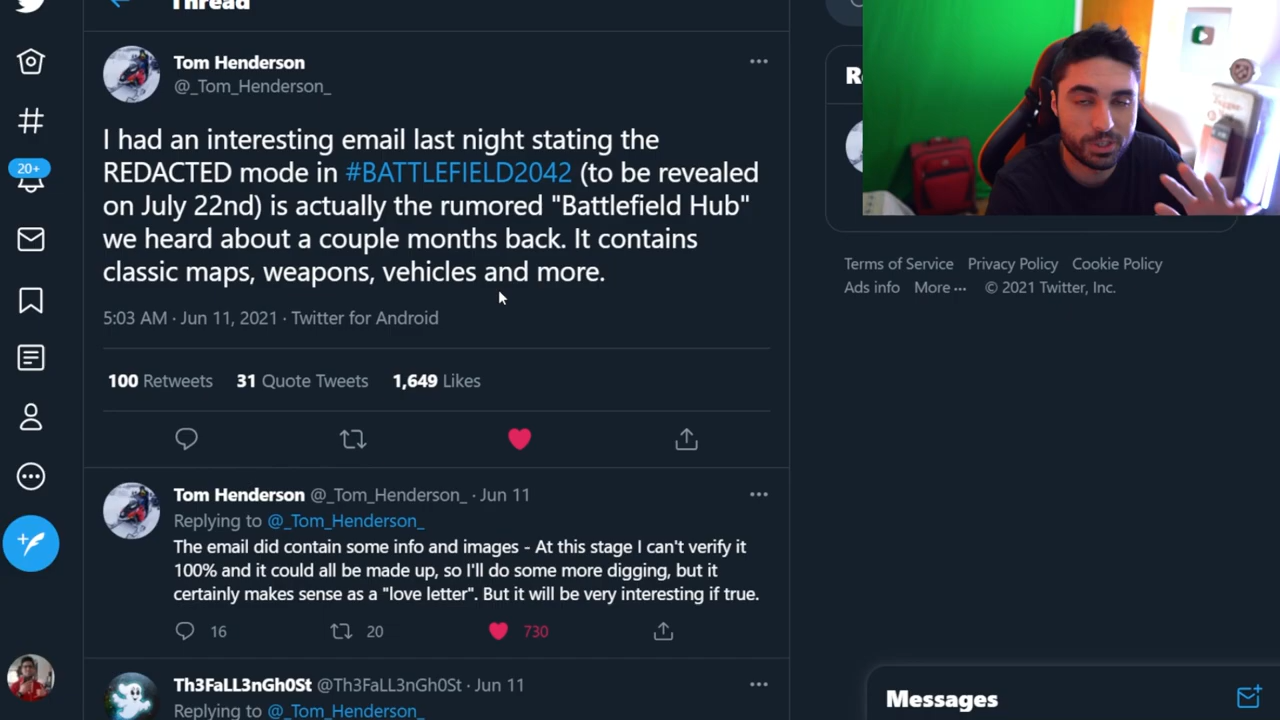 Thread
Tom Henderson
@_Tom_Henderson_
I had an interesting email last night stating the
REDACTED mode in #BATTLEFIELD2042 (to be revealed
on July 22nd) is actually the rumored "Battlefield Hub"
we heard about a couple months back. It contains
classic maps, weapons, vehicles and more.
5:03 AM · Jun 11, 2021 · Twitter for Android
100 Retweets 31 Quote Tweets 1,649 Likes
Tom Henderson @_Tom_Henderson_ · Jun 11
Replying to @_Tom_Henderson_
The email did contain some info and images - At this stage I can't verify it
100% and it could all be made up, so I'll do some more digging, but it
certainly makes sense as a "love letter". But it will be very interesting if true.
16 20 730
Th3FaLL3nGh0St @Th3FaLL3nGh0St · Jun 11
Replying to @_Tom_Henderson_
20+
Terms of Service Privacy Policy Cookie Policy
Ads info More ··· © 2021 Twitter, Inc.
Messages